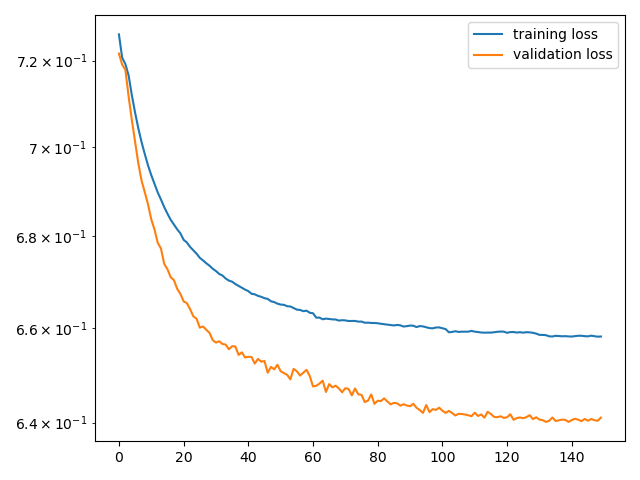 training loss
validation loss
7.2 × 10⁻¹
7 × 10⁻¹
6.8 × 10⁻¹
6.6 × 10⁻¹
6.4 × 10⁻¹
0 20 40 60 80 100 120 140